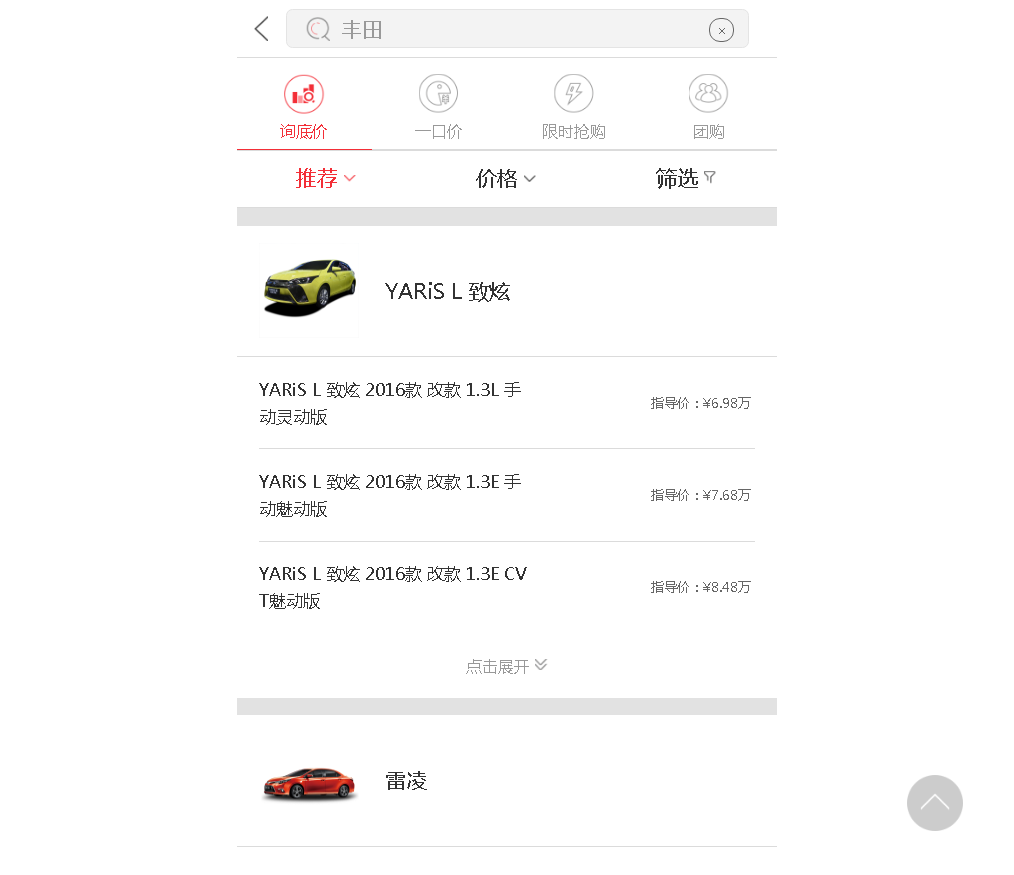 丰田
询底价 一口价 限时抢购 团购
推荐 价格 筛选
YARiS L 致炫
YARiS L 致炫 2016款 改款 1.3L 手
动灵动版
指导价：¥6.98万
YARiS L 致炫 2016款 改款 1.3E 手
动魅动版
指导价：¥7.68万
YARiS L 致炫 2016款 改款 1.3E CV
T魅动版
指导价：¥8.48万
点击展开
雷凌